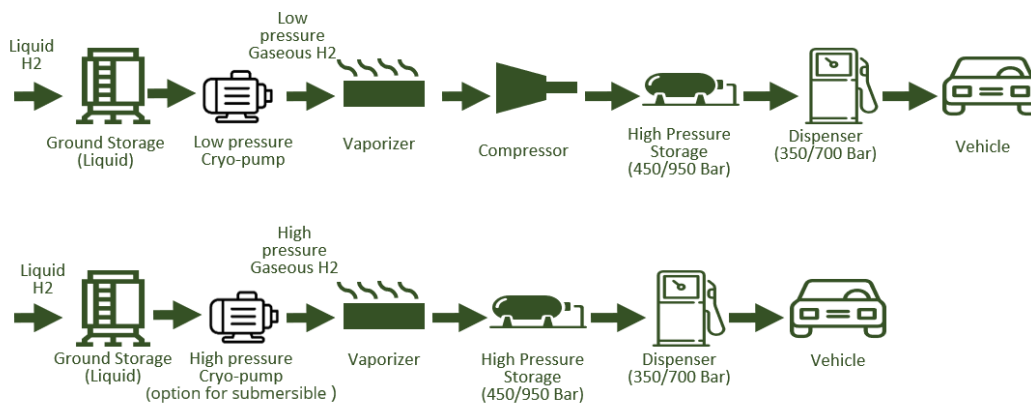 Liquid
H2
Low
pressure
Gaseous H2
Ground Storage
(Liquid)
Low pressure
Cryo-pump
Vaporizer
Compressor
High Pressure
Storage
(450/950 Bar)
Dispenser
(350/700 Bar)
Vehicle
Liquid
H2
High
pressure
Gaseous H2
Ground Storage
(Liquid)
High pressure
Cryo-pump
(option for submersible )
Vaporizer
High Pressure
Storage
(450/950 Bar)
Dispenser
(350/700 Bar)
Vehicle